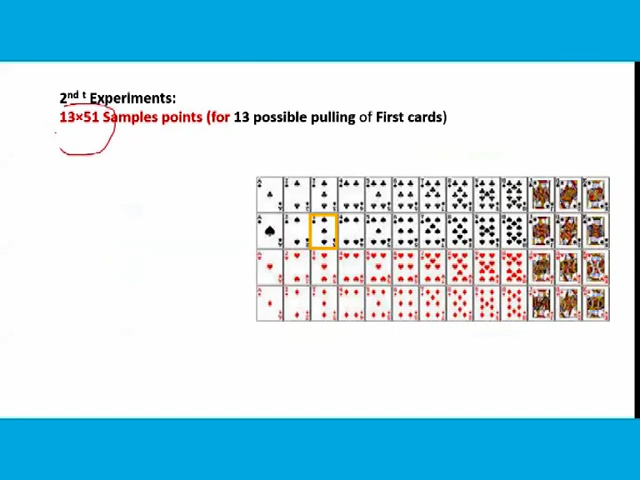 2nd t Experiments:
13×51 Samples points (for 13 possible pulling of First cards)